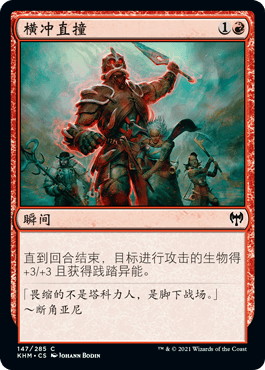 横冲直撞 1
瞬间
直到回合结束，目标进行攻击的生物得
+3/+3 且获得践踏异能。
「畏缩的不是塔科力人，是脚下战场。」
～断角亚尼
147/285 C
KHM • CS Johann Bodin
™ & © 2021 Wizards of the Coast